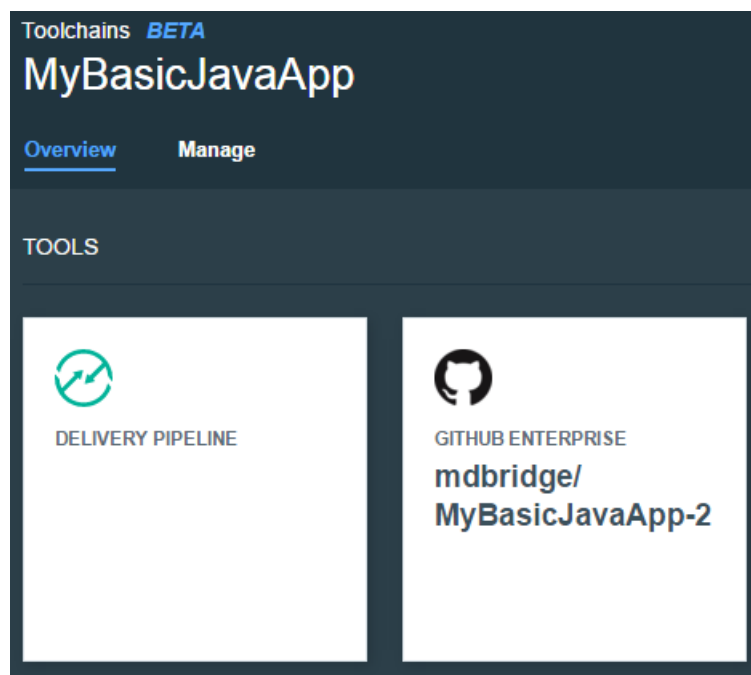 Toolchains BETA
MyBasicJavaApp
Overview Manage
TOOLS
DELIVERY PIPELINE
GITHUB ENTERPRISE
mdbridge/
MyBasicJavaApp-2